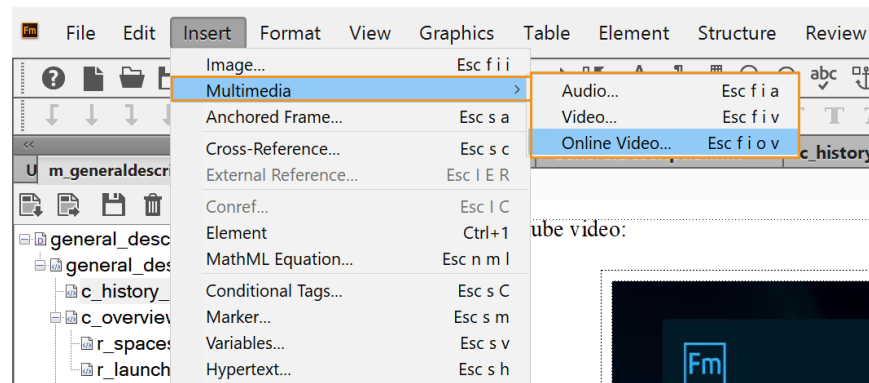 Fm File Edit Insert Format View Graphics Table Element Structure Review
Image... Esc f i i
Multimedia >
Audio... Esc f i a
Anchored Frame... Esc s a
Video... Esc f i v
Cross-Reference... Esc s c
Online Video... Esc f i o v
c_history
U m_generaldescri
External Reference... Esc I E R
Conref... Esc I C
general_desc
Element Ctrl+1
ube video:
general_des
MathML Equation... Esc n m l
c_history_
Conditional Tags... Esc s C
c_overview
Marker... Esc s m
r_spaces
Variables... Esc s v
r_launch
Hypertext... Esc s h
Fm
abc